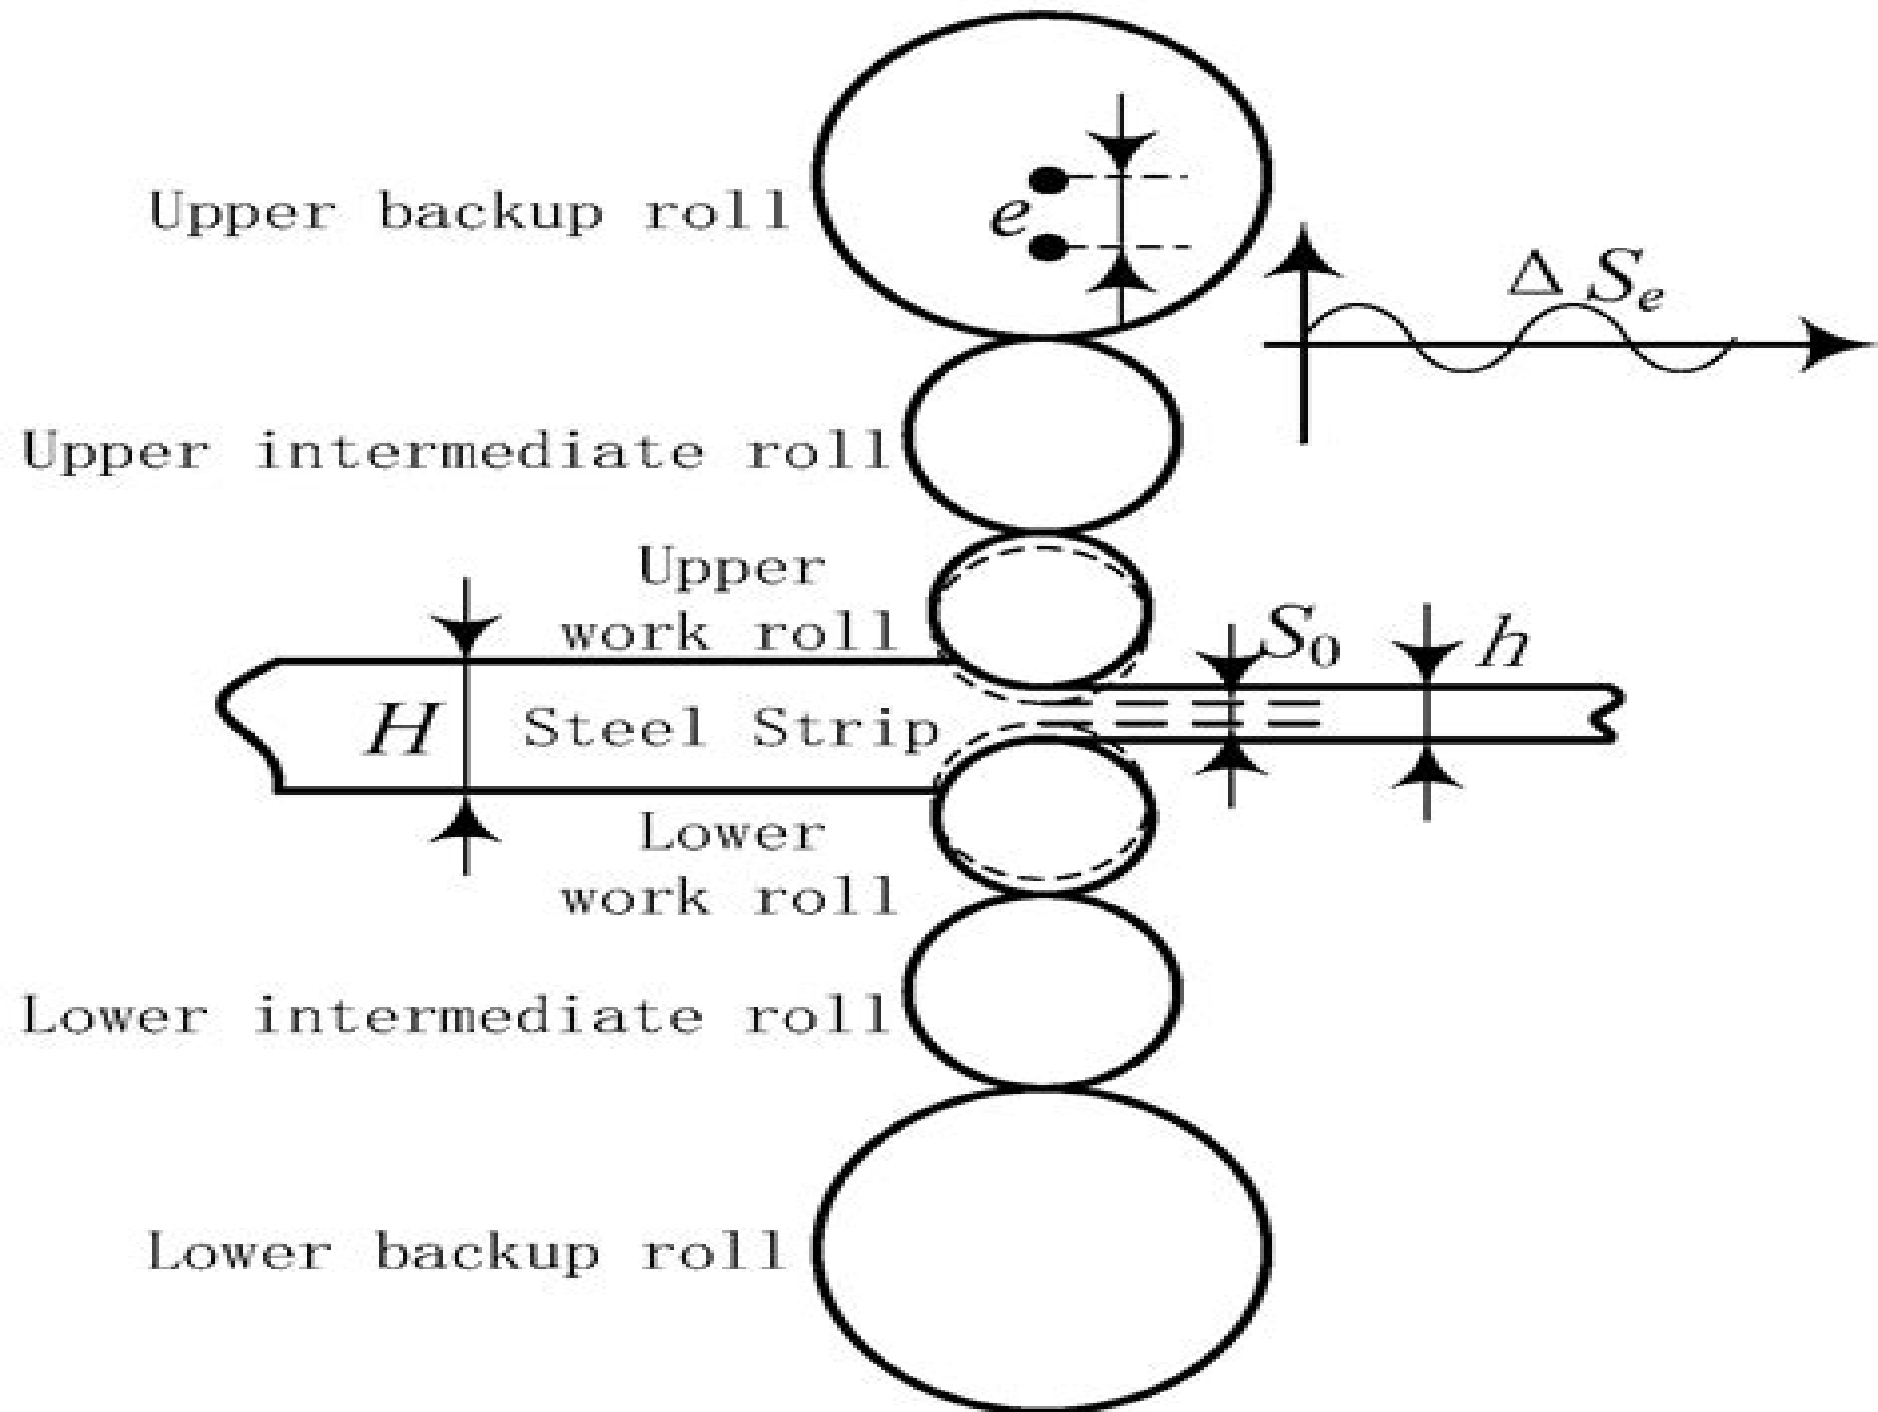 Upper backup roll
e
Δ Sₑ
Upper intermediate roll
Upper
work roll
S₀
h
H
Steel Strip
Lower
work roll
Lower intermediate roll
Lower backup roll